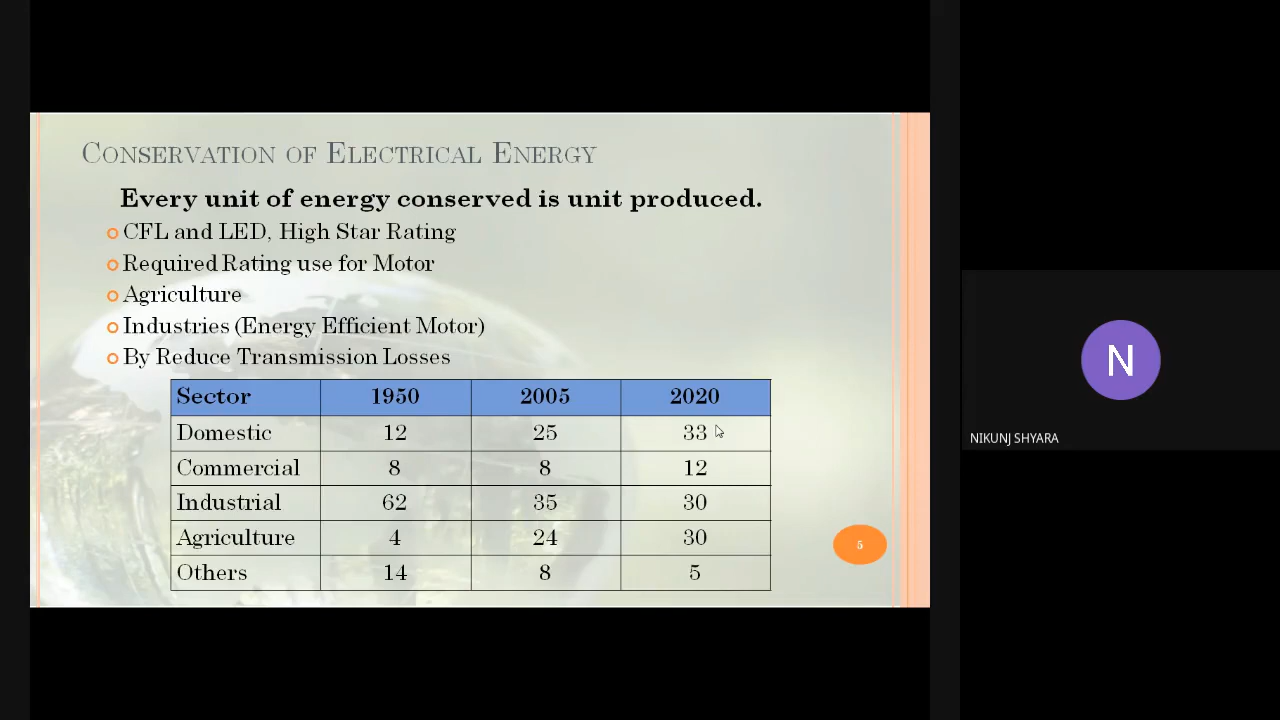 CONSERVATION OF ELECTRICAL ENERGY
Every unit of energy conserved is unit produced.
CFL and LED, High Star Rating
Required Rating use for Motor
Agriculture
Industries (Energy Efficient Motor)
By Reduce Transmission Losses
Sector 1950 2005 2020
Domestic 12 25 33
Commercial 8 8 12
Industrial 62 35 30
Agriculture 4 24 30
Others 14 8 5
5
N
NIKUNJ SHYARA